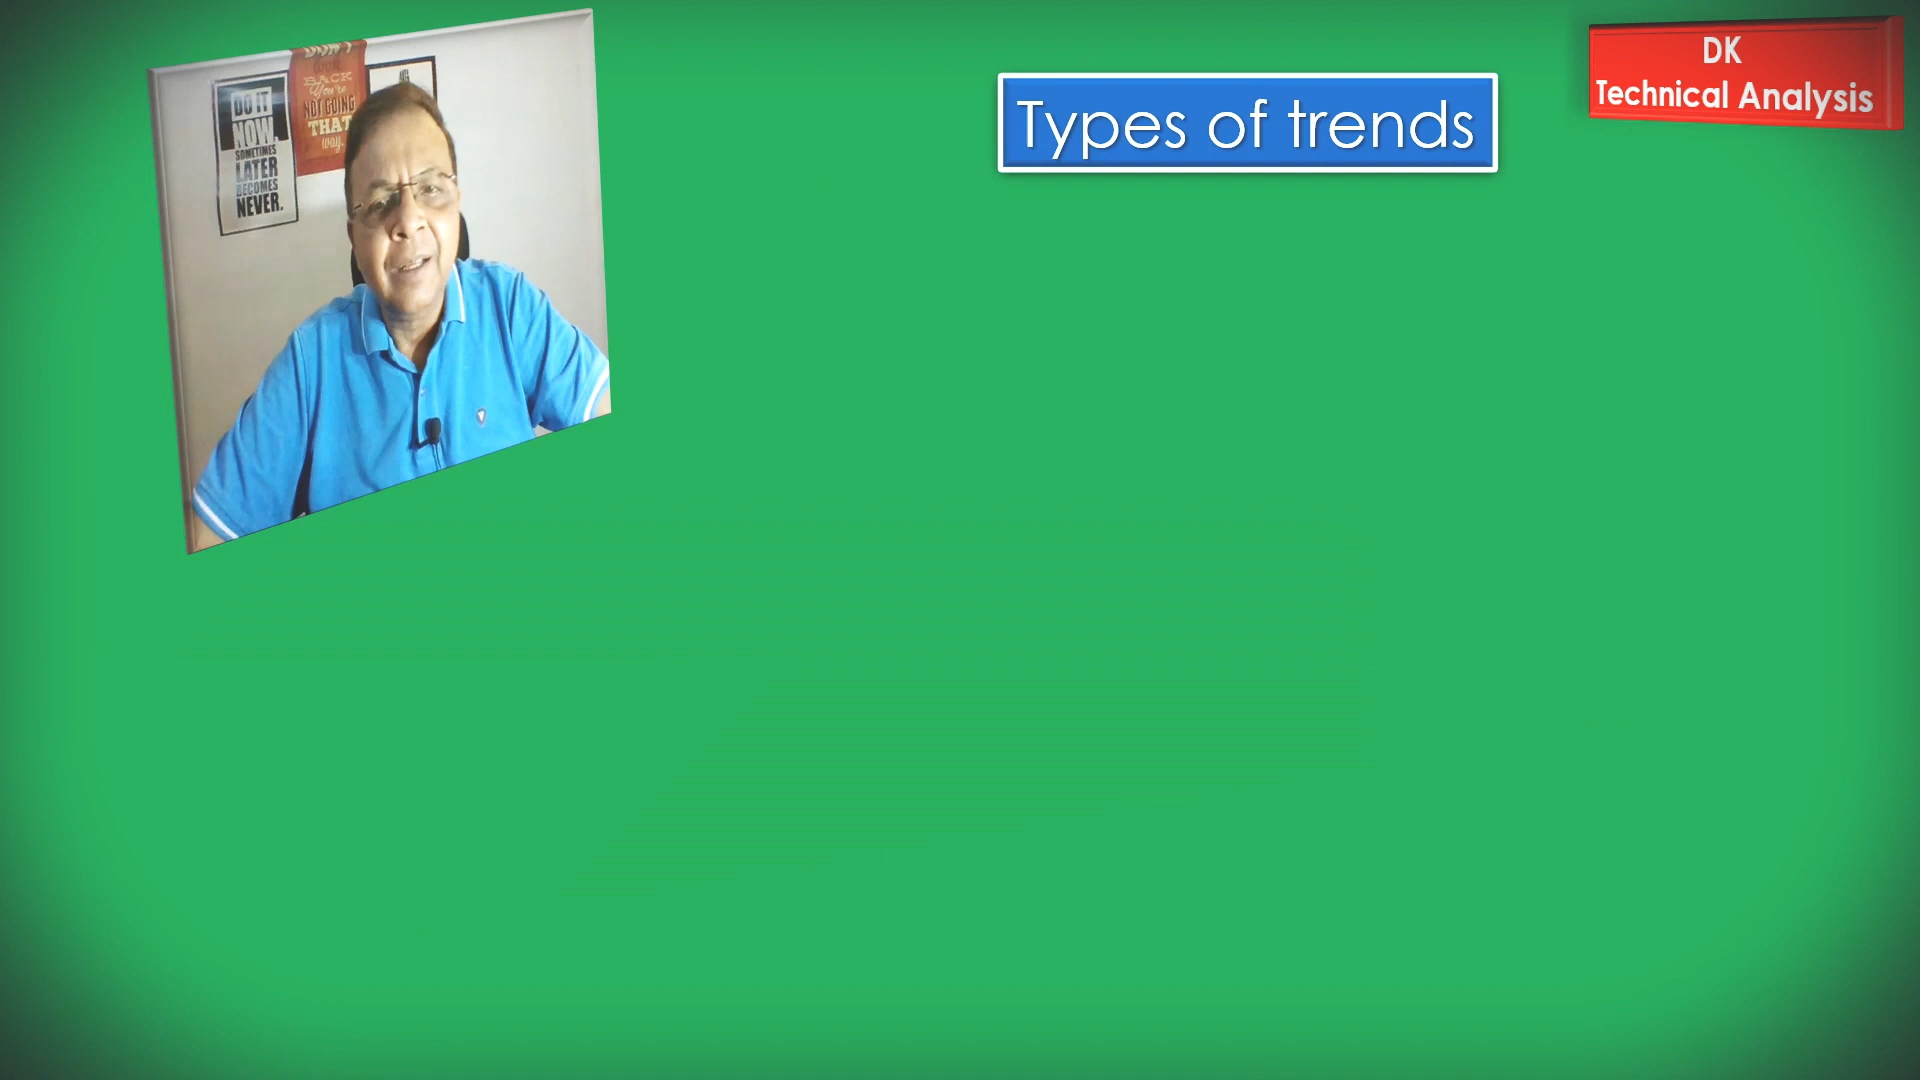 DO IT
NOW.
SOMETIMES
LATER
BECOMES
NEVER.
BACK
You're
NOT GOING
THAT
way.
Types of trends
DK
Technical Analysis